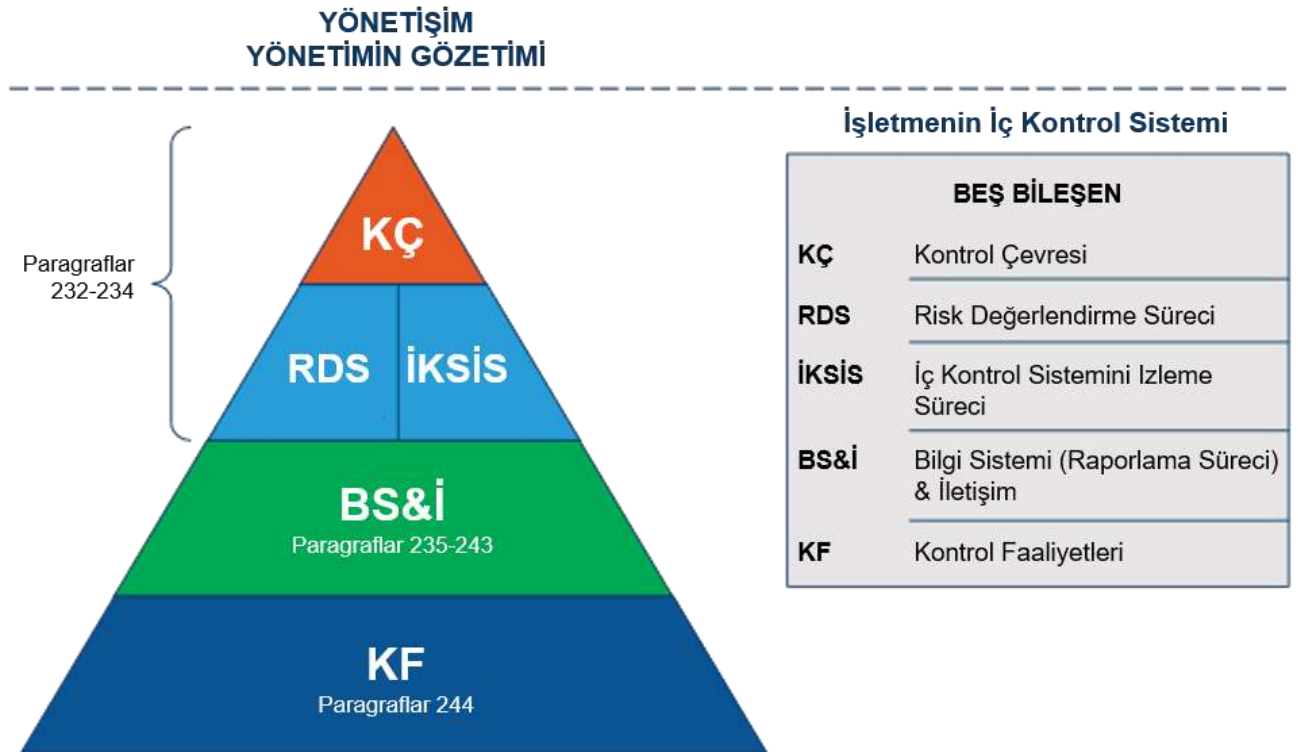 YÖNETİŞİM
YÖNETİMİN GÖZETİMİ
Paragraflar
232-234
KÇ
RDS
İKSİS
BS&İ
Paragraflar 235-243
KF
Paragraflar 244
İşletmenin İç Kontrol Sistemi
BEŞ BİLEŞEN
KÇ Kontrol Çevresi
RDS Risk Değerlendirme Süreci
İKSİS İç Kontrol Sistemini Izleme
Süreci
BS&İ Bilgi Sistemi (Raporlama Süreci)
& İletişim
KF Kontrol Faaliyetleri